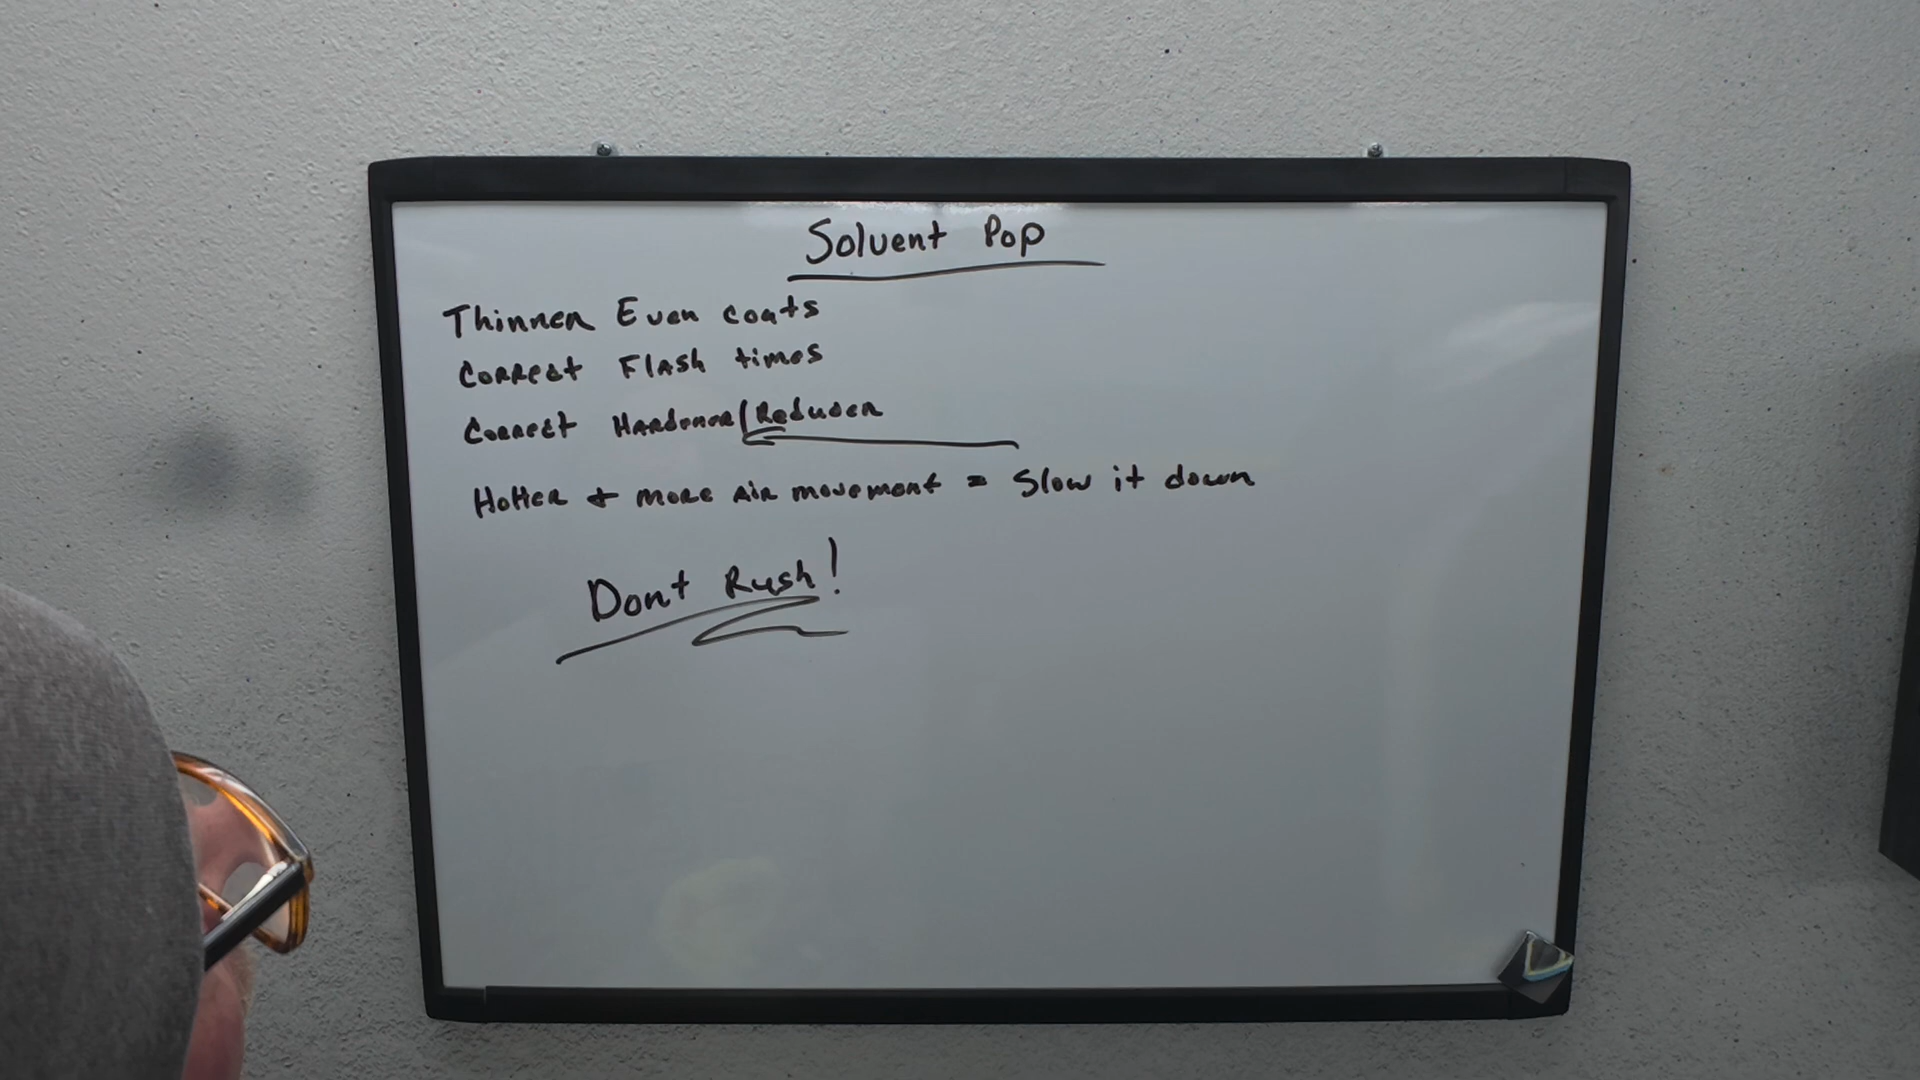 Solvent Pop
Thinner Even coats
Correct Flash times
Correct Hardener/Reducer
Hotter + more Air movement = Slow it down
Dont Rush!